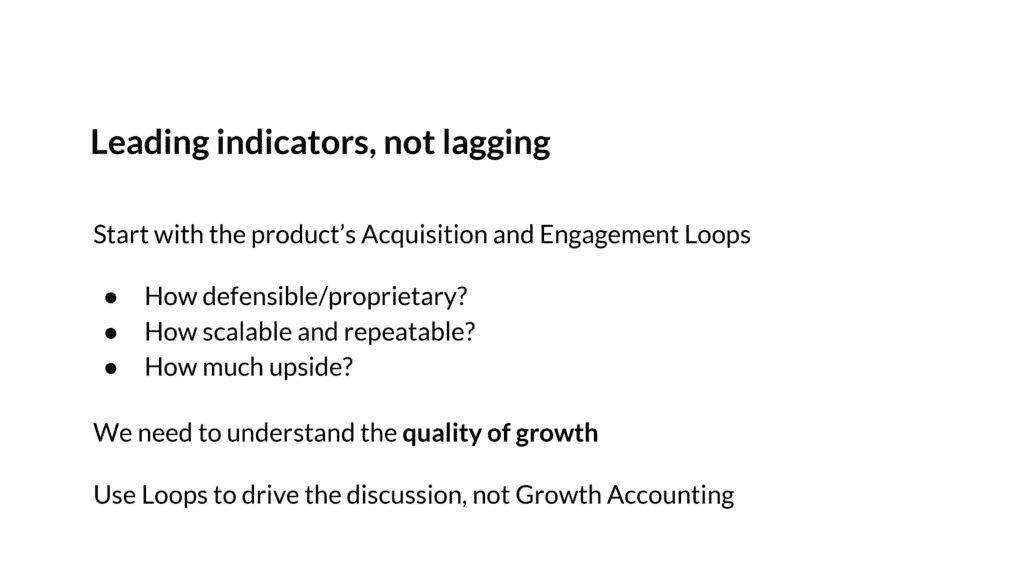 Leading indicators, not lagging
Start with the product’s Acquisition and Engagement Loops
● How defensible/proprietary?
● How scalable and repeatable?
● How much upside?
We need to understand the quality of growth
Use Loops to drive the discussion, not Growth Accounting